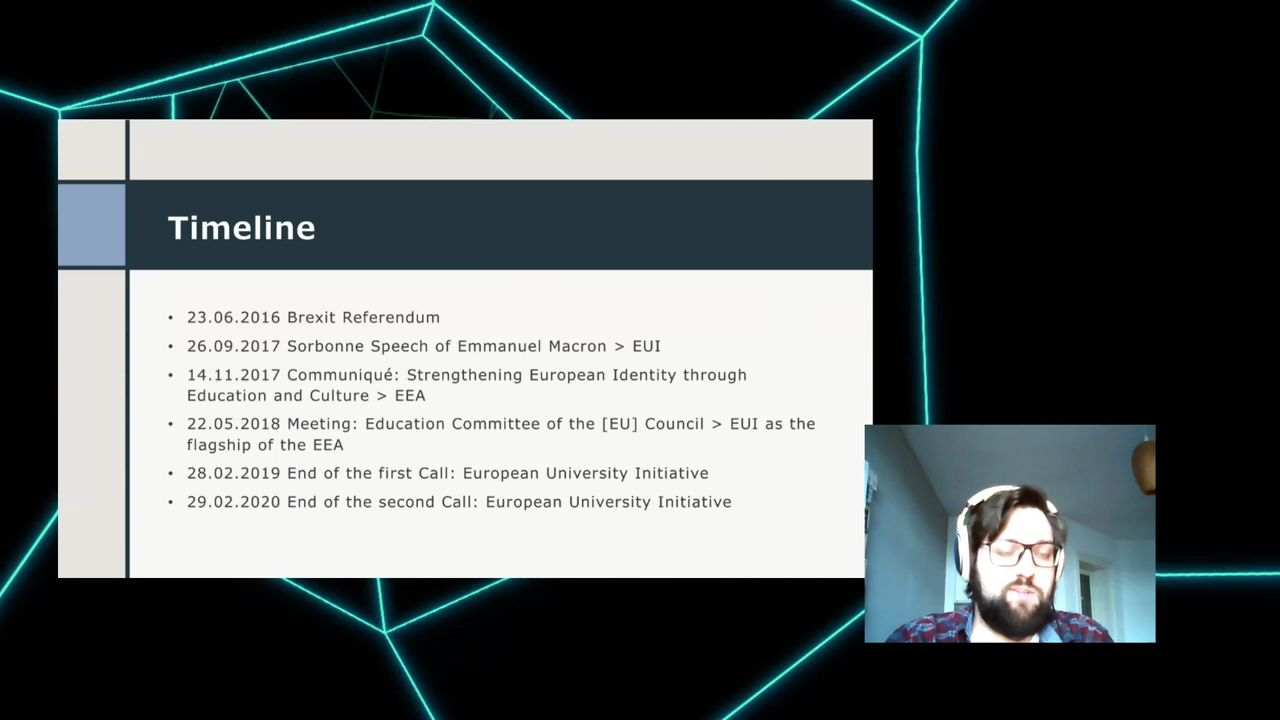 Timeline
• 23.06.2016 Brexit Referendum
• 26.09.2017 Sorbonne Speech of Emmanuel Macron > EUI
• 14.11.2017 Communiqué: Strengthening European Identity through
Education and Culture > EEA
• 22.05.2018 Meeting: Education Committee of the [EU] Council > EUI as the
flagship of the EEA
• 28.02.2019 End of the first Call: European University Initiative
• 29.02.2020 End of the second Call: European University Initiative